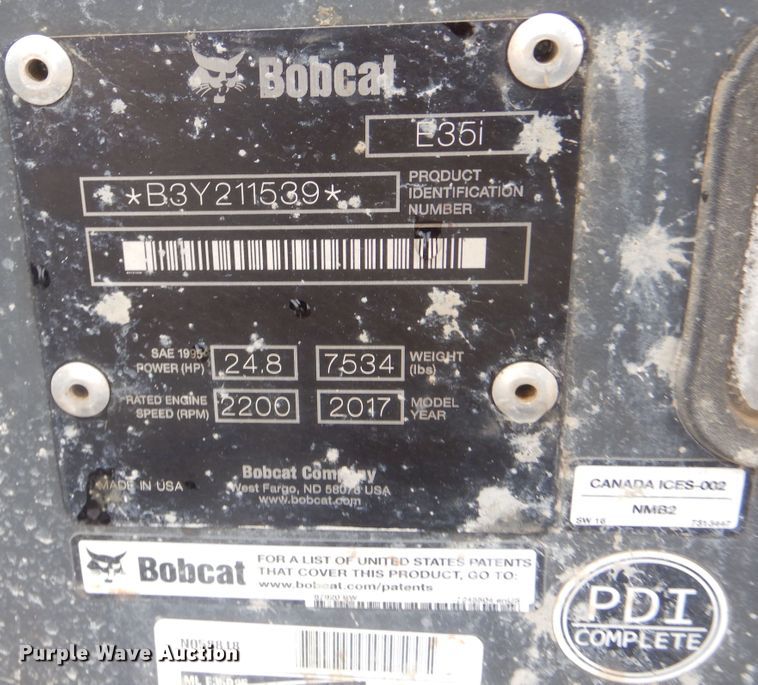 Bobcat
E35i
*B3Y211539*
PRODUCT
IDENTIFICATION
NUMBER
SAE 1995
POWER (HP)
24.8
7534
WEIGHT
(lbs)
RATED ENGINE
SPEED (RPM)
2200
2017
MODEL
YEAR
Bobcat Company
MADE IN USA
West Fargo, ND 58078 USA
www.bobcat.com
CANADA ICES-002
NMB2
SW 16
Bobcat
FOR A LIST OF UNITED STATES PATENTS
THAT COVER THIS PRODUCT, GO TO:
www.bobcat.com/patents
PDI
COMPLETE
Purple Wave Auction